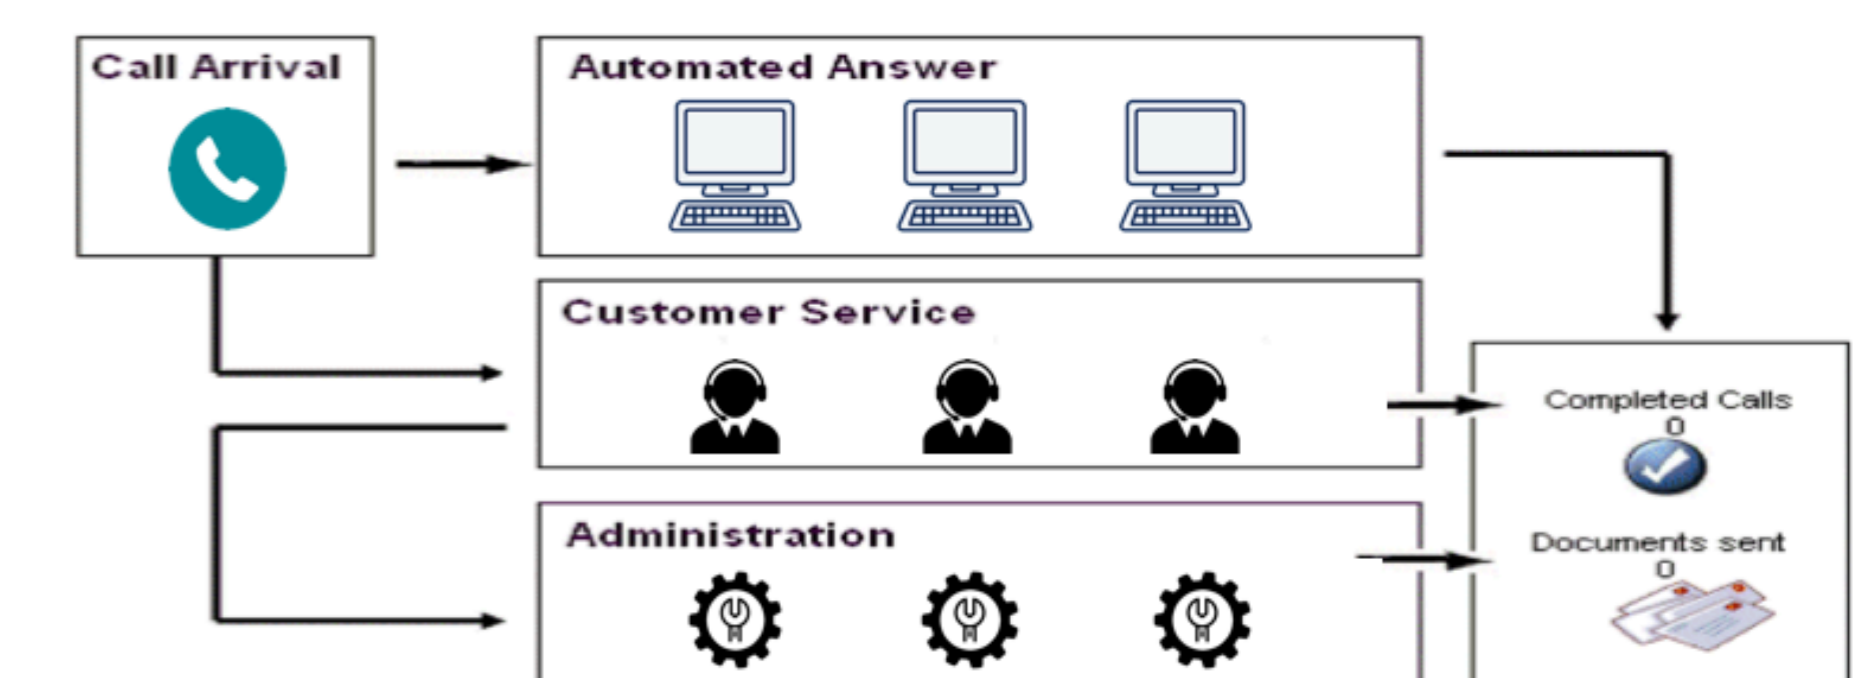 Call Arrival
Automated Answer
Customer Service
Completed Calls
0
Administration
Documents sent
0